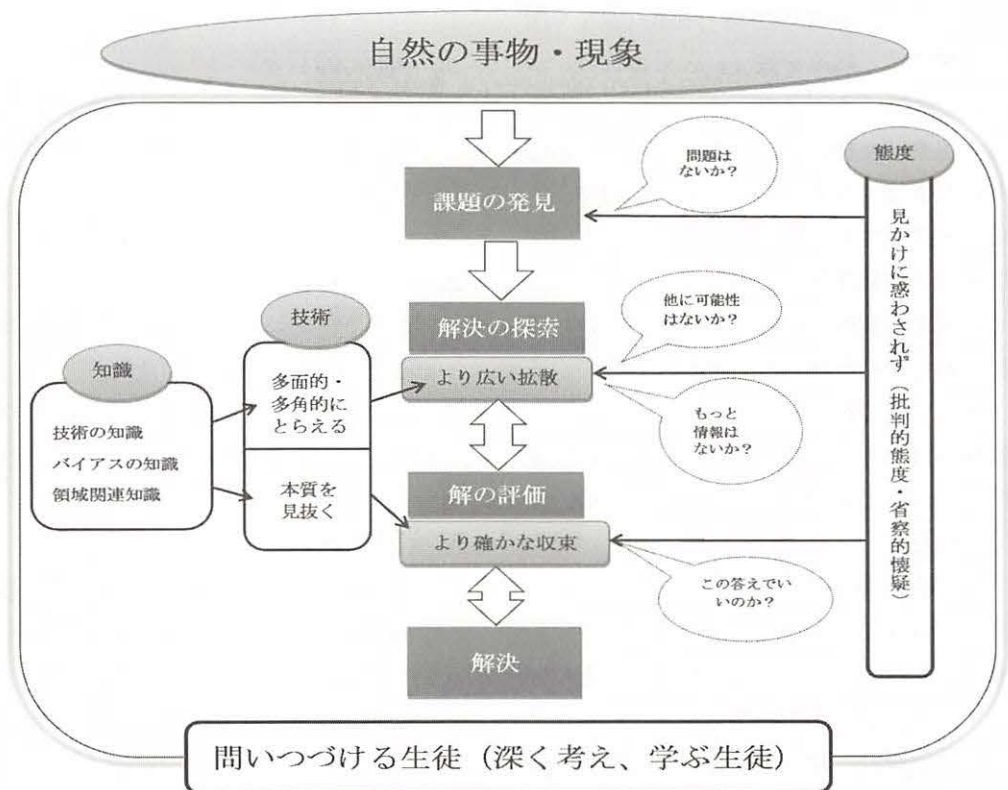 自然の事物・現象
問題は
ないか？
態度
課題の発見
見かけに惑わされず（批判的態度・省察的懐疑）
他に可能性
はないか？
技術
解決の探索
知識
多面的・
多角的に
とらえる
より広い拡散
技術の知識
バイアスの知識
領域関連知識
もっと
情報は
ないか？
本質を
見抜く
解の評価
より確かな収束
この答えでい
いのか？
解決
問いつづける生徒（深く考え、学ぶ生徒）